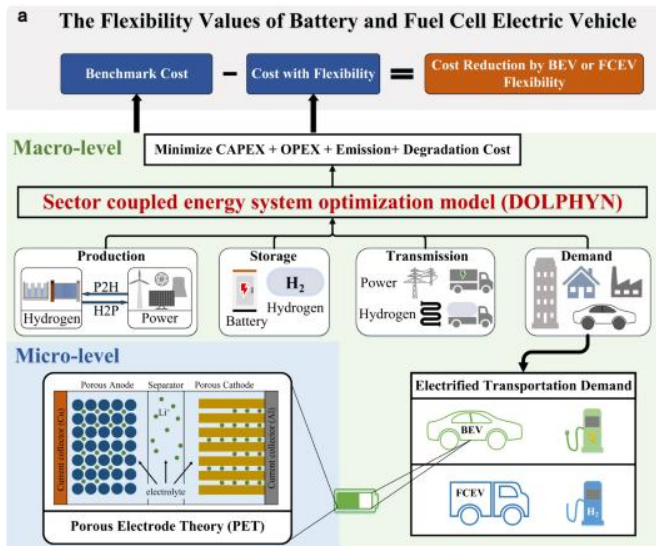 a
The Flexibility Values of Battery and Fuel Cell Electric Vehicle
Benchmark Cost
−
Cost with Flexibility
=
Cost Reduction by BEV or FCEV
Flexibility
Macro-level
Minimize CAPEX + OPEX + Emission+ Degradation Cost
Sector coupled energy system optimization model (DOLPHYN)
Production
P2H
H2P
Hydrogen
Power
Storage
H₂
Battery
Hydrogen
Transmission
Power
Hydrogen
Demand
Micro-level
Porous Anode
Separator
Porous Cathode
Current collector (Cu)
Li⁺
Current collector (Al)
electrolyte
Porous Electrode Theory (PET)
Electrified Transportation Demand
BEV
FCEV
H₂